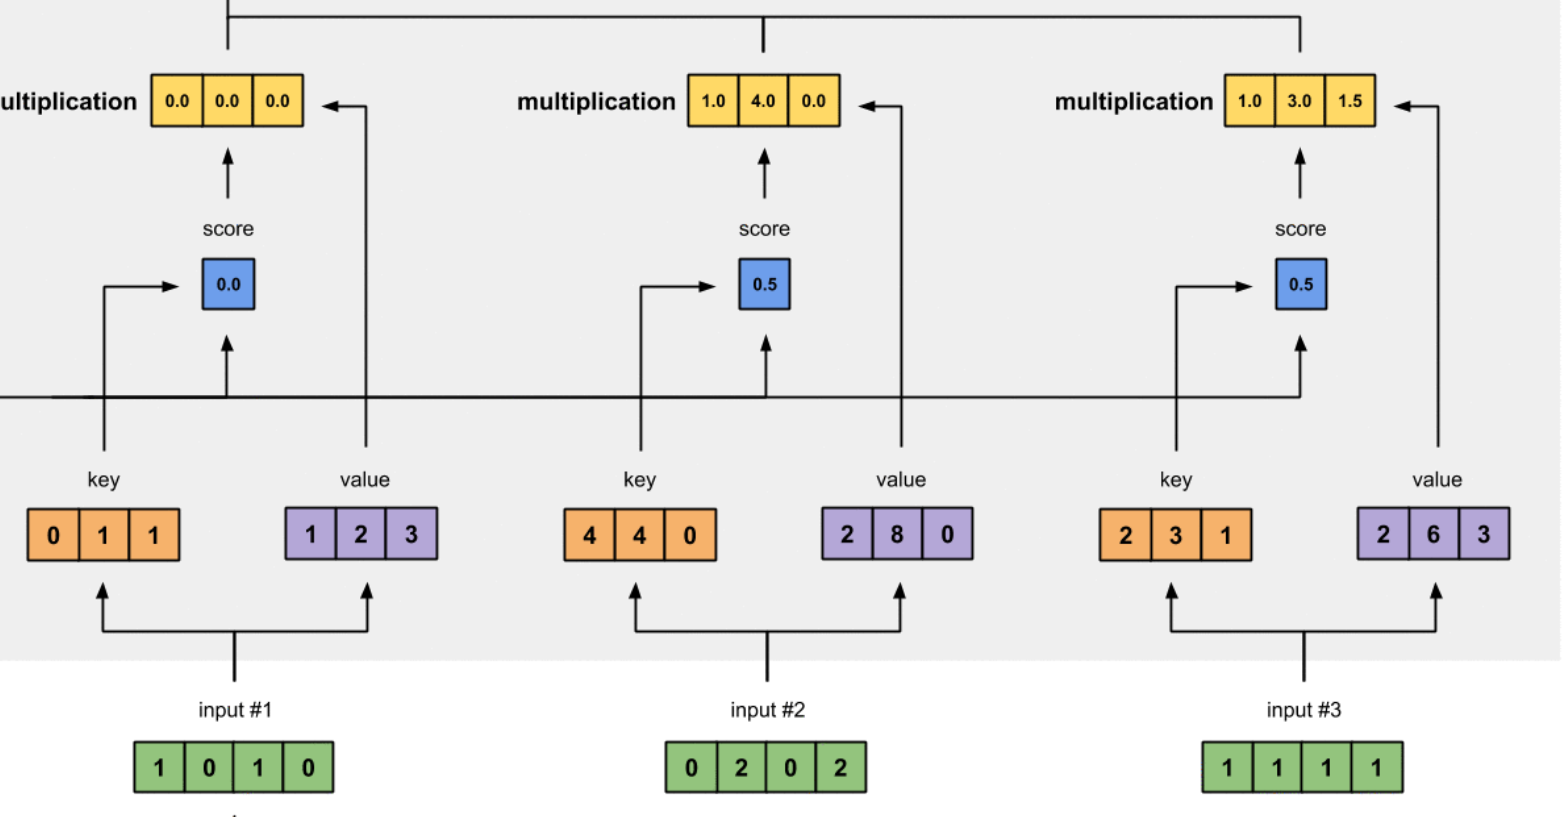 ultiplication 0.0 0.0 0.0 multiplication 1.0 4.0 0.0 multiplication 1.0 3.0 1.5
score score score
0.0 0.5 0.5
key value key value key value
0 1 1 1 2 3 4 4 0 2 8 0 2 3 1 2 6 3
input #1 input #2 input #3
1 0 1 0 0 2 0 2 1 1 1 1